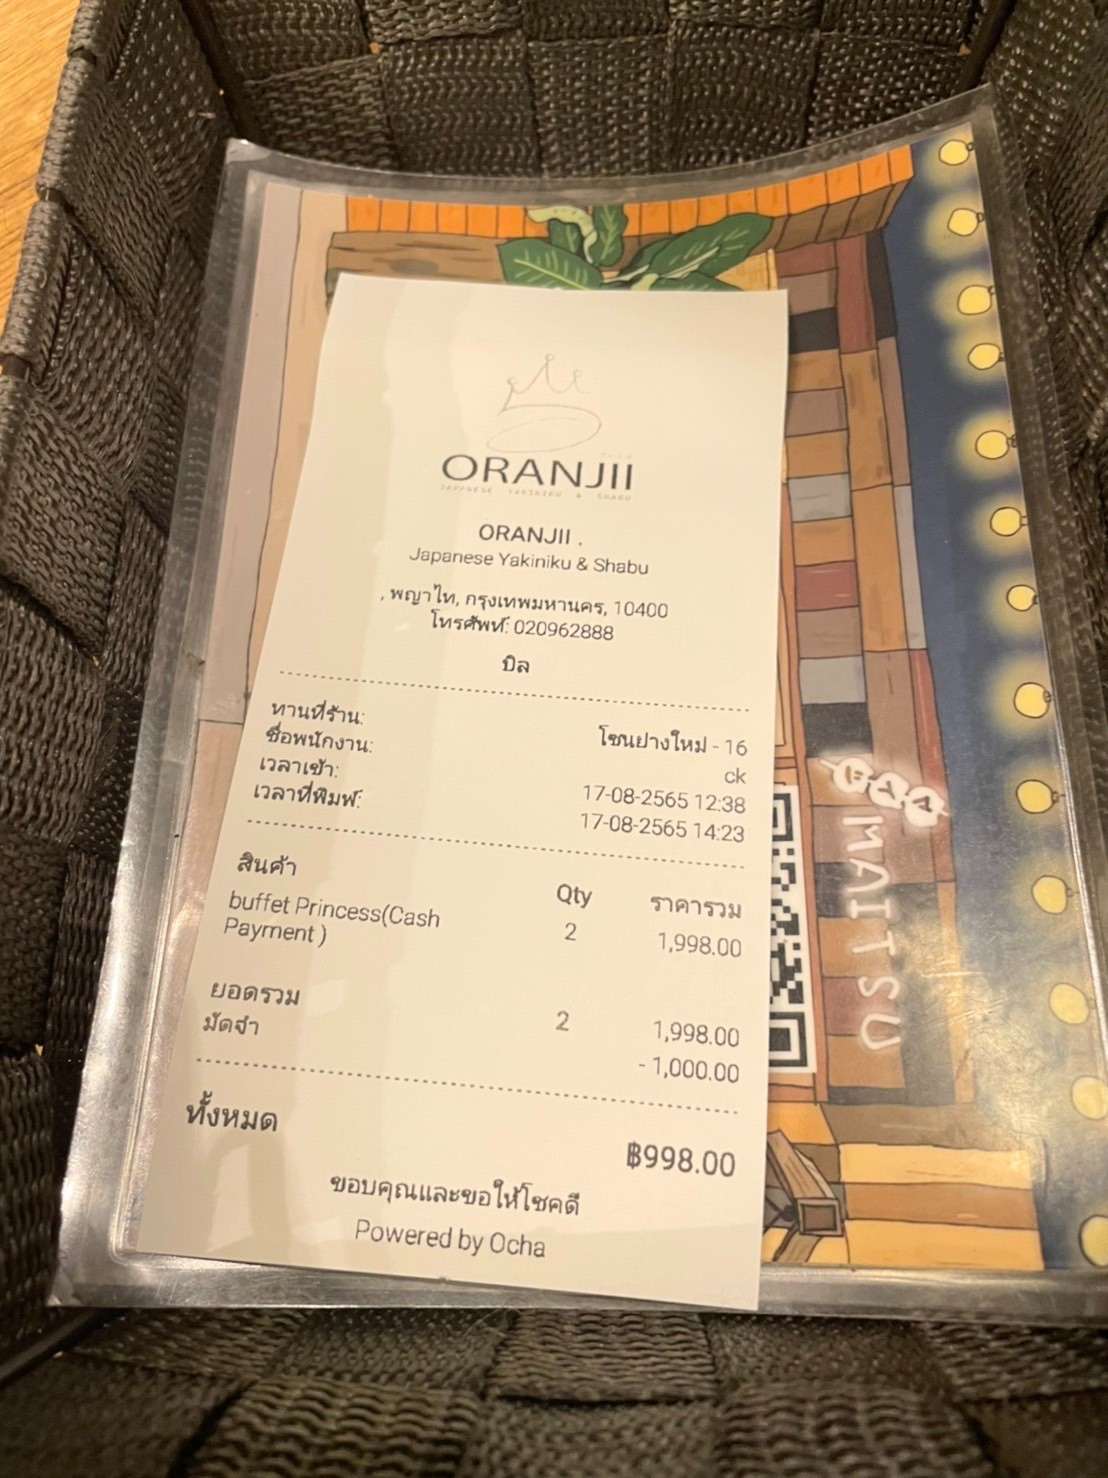 ORANJII
JAPANESE YAKINIKU & SHABU
ORANJII .
Japanese Yakiniku & Shabu
, พญาไท, กรุงเทพมหานคร, 10400
โทรศัพท์: 020962888
บิล
ทานที่ร้าน: โซนย่างใหม่ - 16
ชื่อพนักงาน: ck
เวลาเข้า: 17-08-2565 12:38
เวลาที่พิมพ์: 17-08-2565 14:23
สินค้า Qty ราคารวม
buffet Princess(Cash 2 1,998.00
Payment )
ยอดรวม 2 1,998.00
มัดจำ - 1,000.00
ทั้งหมด ฿998.00
ขอบคุณและขอให้โชคดี
Powered by Ocha
MAITSU